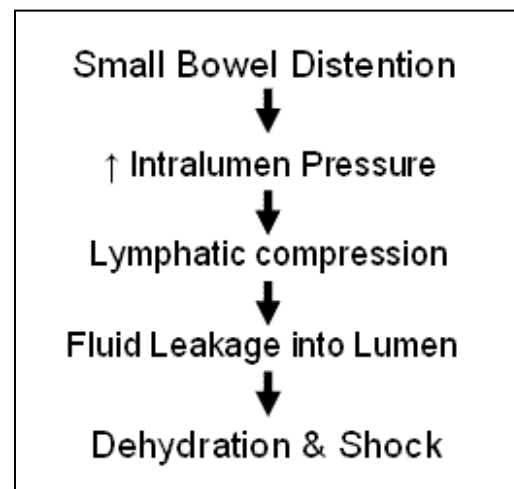 Small Bowel Distention
↑ Intralumen Pressure
Lymphatic compression
Fluid Leakage into Lumen
Dehydration & Shock